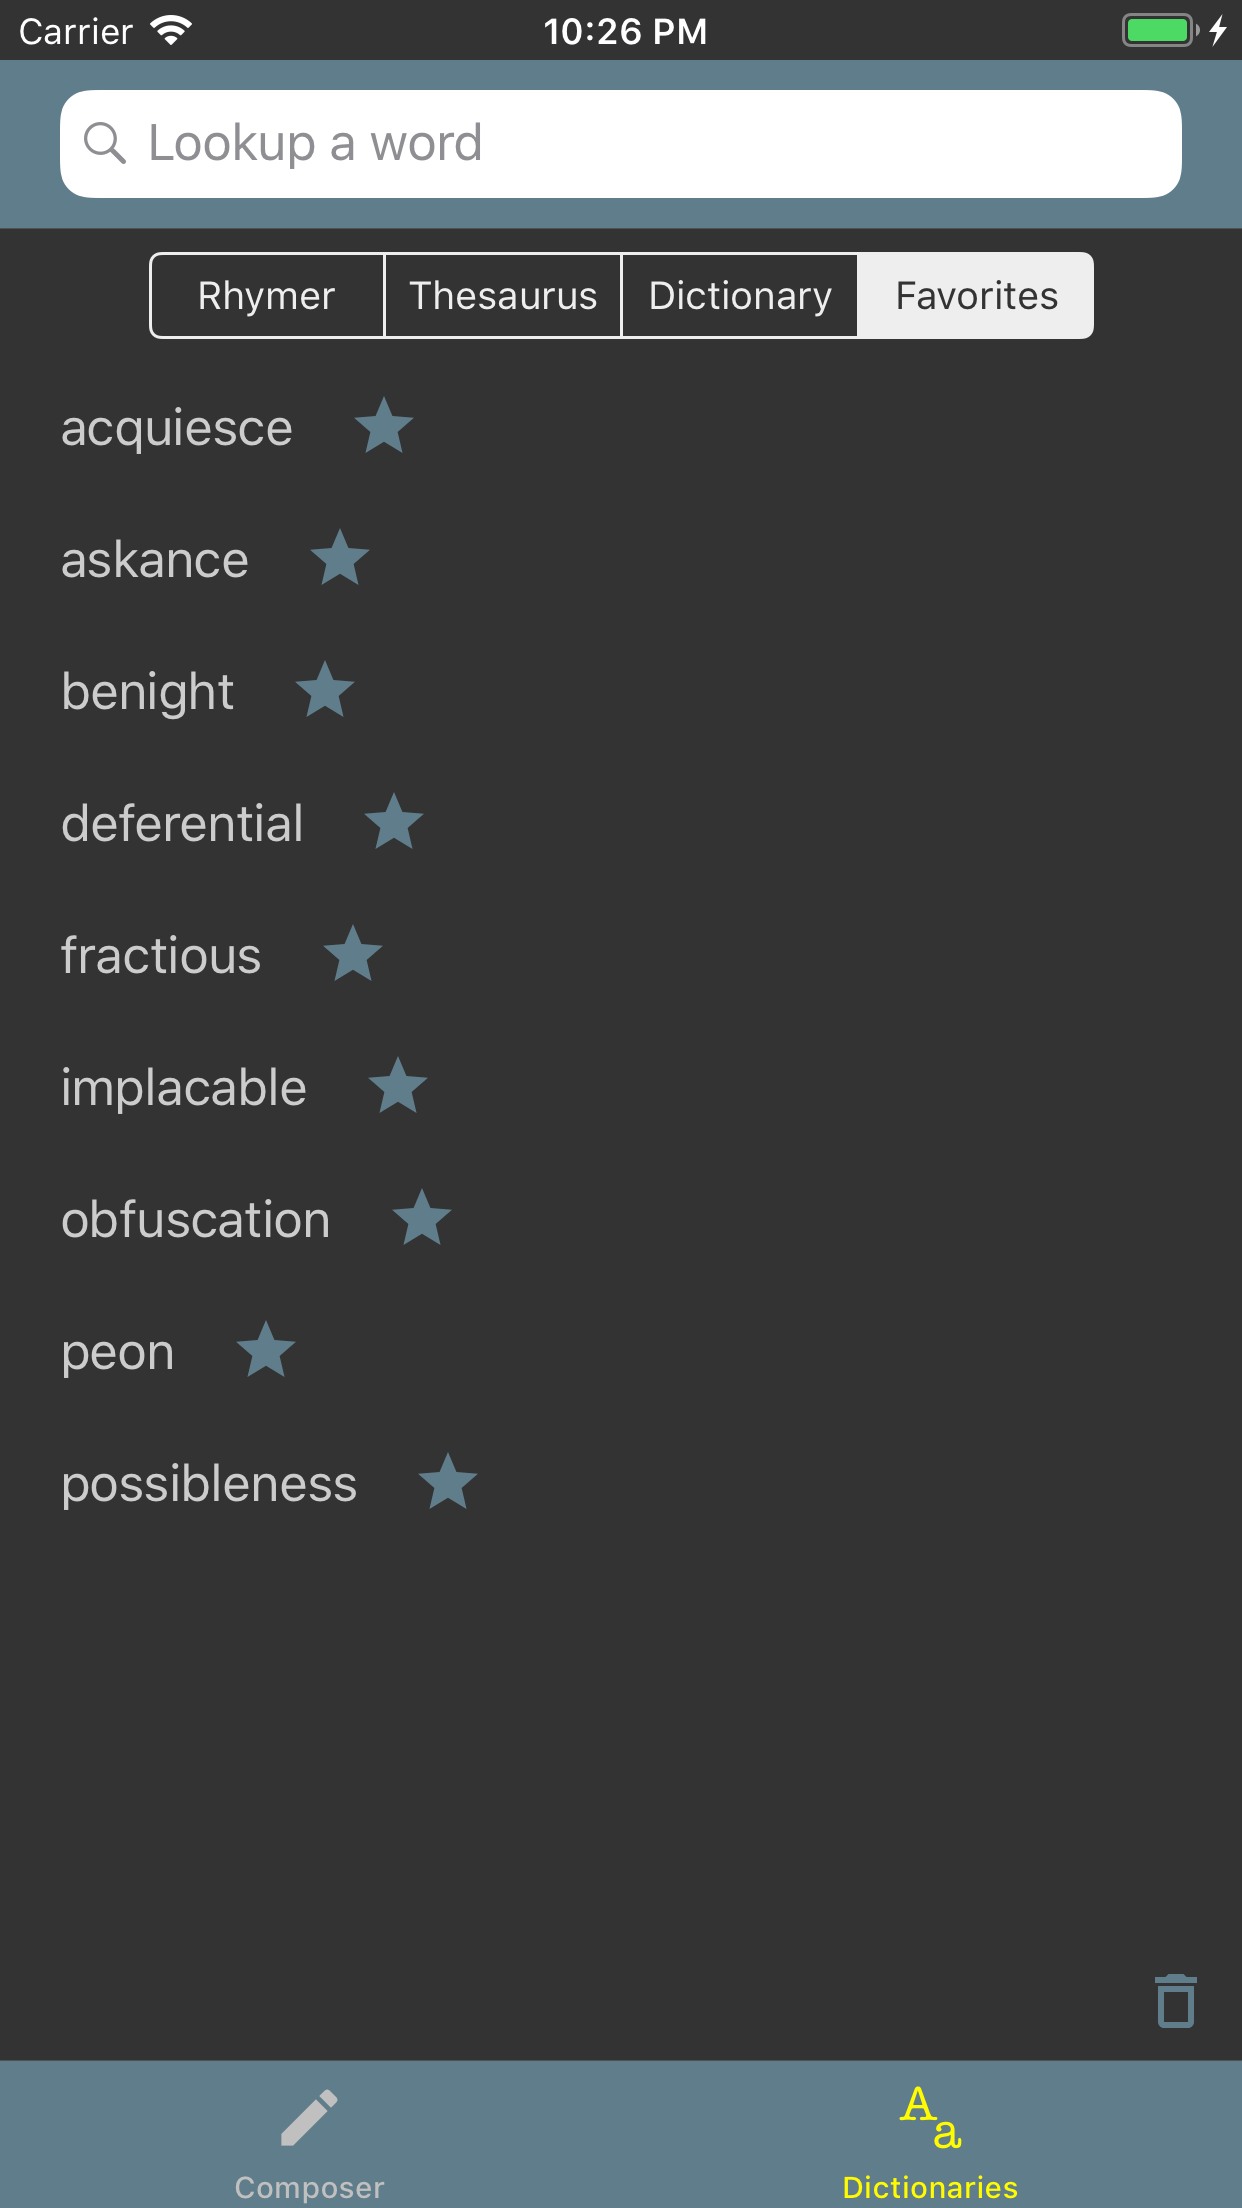 Carrier 10:26 PM
Lookup a word
Rhymer Thesaurus Dictionary Favorites
acquiesce
askance
benight
deferential
fractious
implacable
obfuscation
peon
possibleness
Aa
Composer Dictionaries